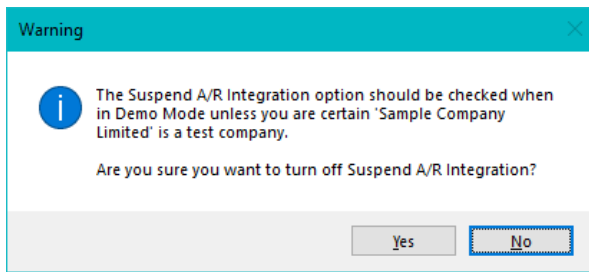 Warning
The Suspend A/R Integration option should be checked when
in Demo Mode unless you are certain 'Sample Company
Limited' is a test company.
Are you sure you want to turn off Suspend A/R Integration?
Yes
No